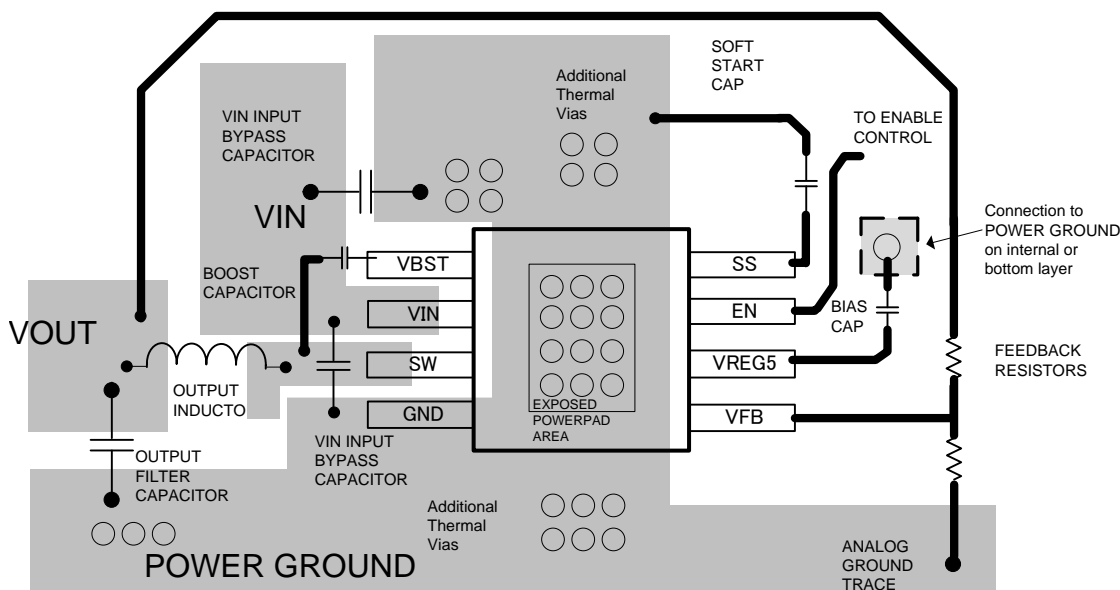 SOFT
START
CAP
Additional
Thermal
Vias
TO ENABLE
CONTROL
VIN INPUT
BYPASS
CAPACITOR
VIN
Connection to
POWER GROUND
on internal or
bottom layer
VBST
SS
BOOST
CAPACITOR
VIN
EN
BIAS
CAP
VOUT
SW
VREG5
FEEDBACK
RESISTORS
OUTPUT
INDUCTO
GND
VFB
EXPOSED
POWERPAD
AREA
VIN INPUT
BYPASS
CAPACITOR
OUTPUT
FILTER
CAPACITOR
Additional
Thermal
Vias
POWER GROUND
ANALOG
GROUND
TRACE